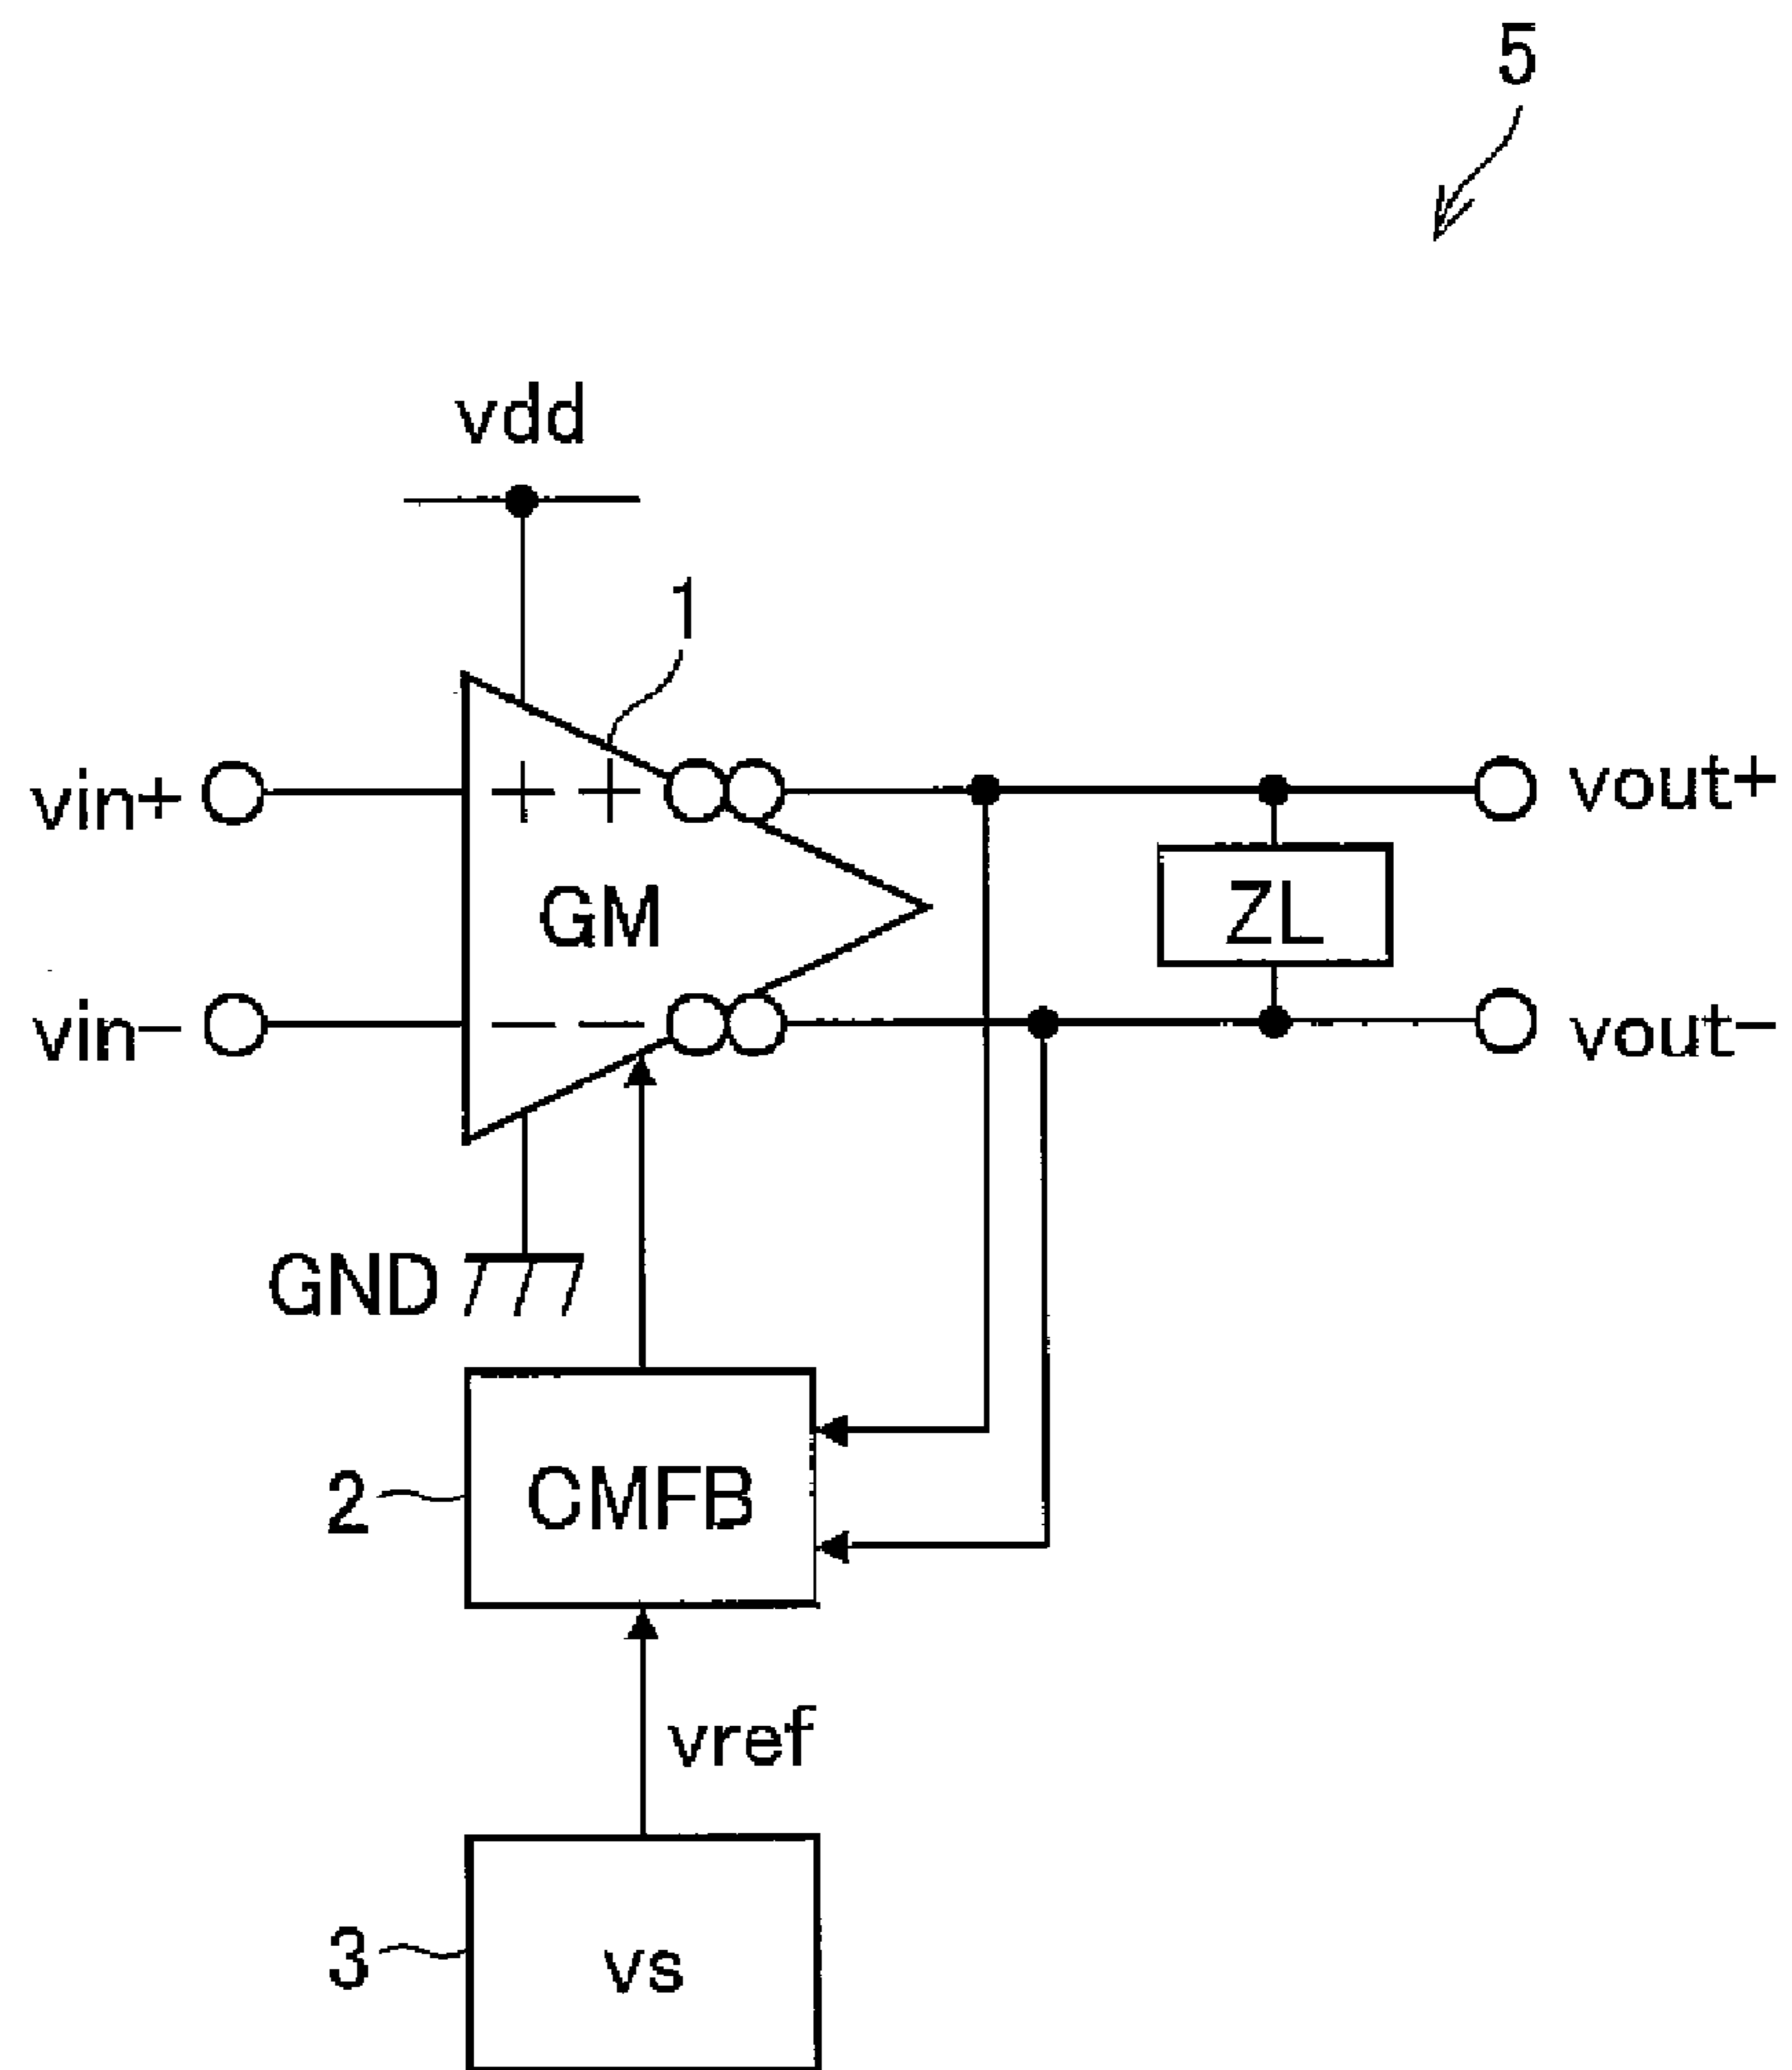 5
vdd
1
vin+
+ +
vout+
GM
ZL
vin−
− −
vout−
GND
2
CMFB
vref
3
vs